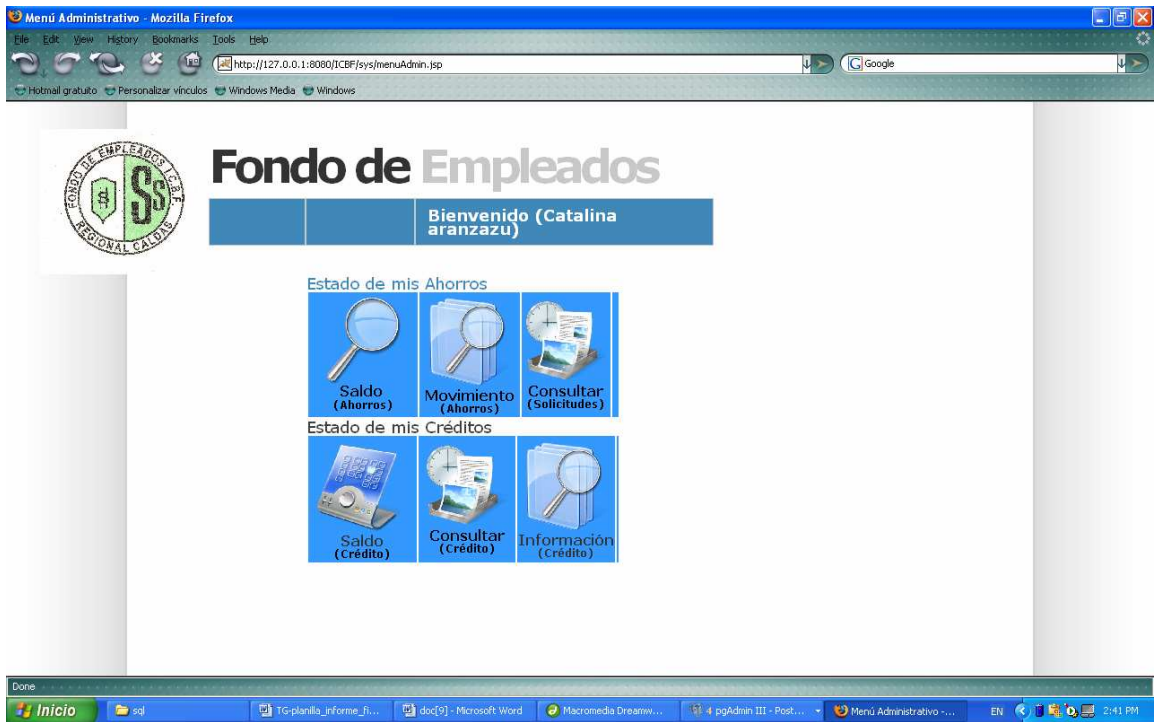 Menú Administrativo - Mozilla Firefox
File Edit View History Bookmarks Tools Help
http://127.0.0.1:8080/ICBF/sys/menuAdmin.jsp
Google
Hotmail gratuito Personalizar vínculos Windows Media Windows
FONDO DE EMPLEADOS I.C.B.F.
SS
REGIONAL CALDAS
Fondo de Empleados
Bienvenido (Catalina
aranzazu)
Estado de mis Ahorros
Saldo Movimiento Consultar
(Ahorros) (Ahorros) (Solicitudes)
Estado de mis Créditos
Saldo Consultar Información
(Crédito) (Crédito) (Crédito)
Done
Inicio sql TG-planilla_informe_fi... doc[9] - Microsoft Word Macromedia Dreamw... 4 pgAdmin III - Post... Menú Administrativo -... EN 2:41 PM